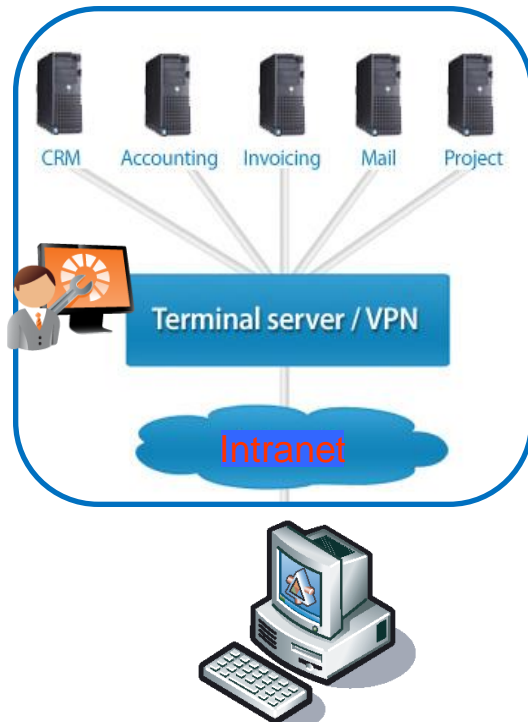 CRM Accounting Invoicing Mail Project
Terminal server / VPN
Intranet